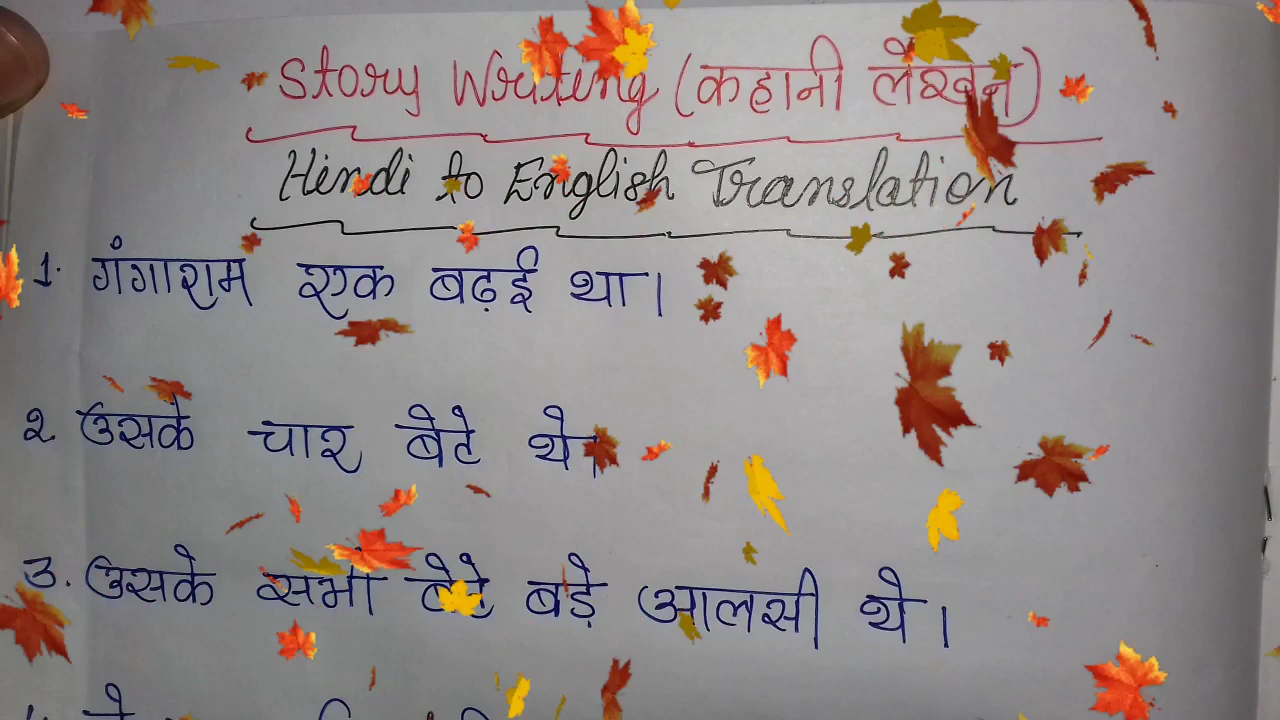 Story Writing (कहानी लेखन)
Hindi to English Translation
1. गंगाराम एक बढ़ई था।
2. उसके चार बेटे थे।
3. उसके सभी बेटे बड़े आलसी थे।